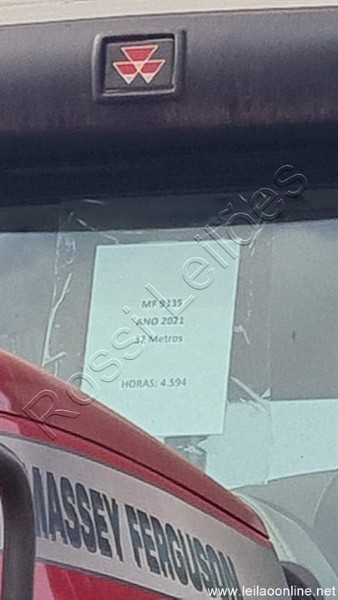 MF 9135
ANO 2021
32 Metros
HORAS: 4.594
MASSEY FERGUSON
Rossi Leilões
www.leilaoonline.net